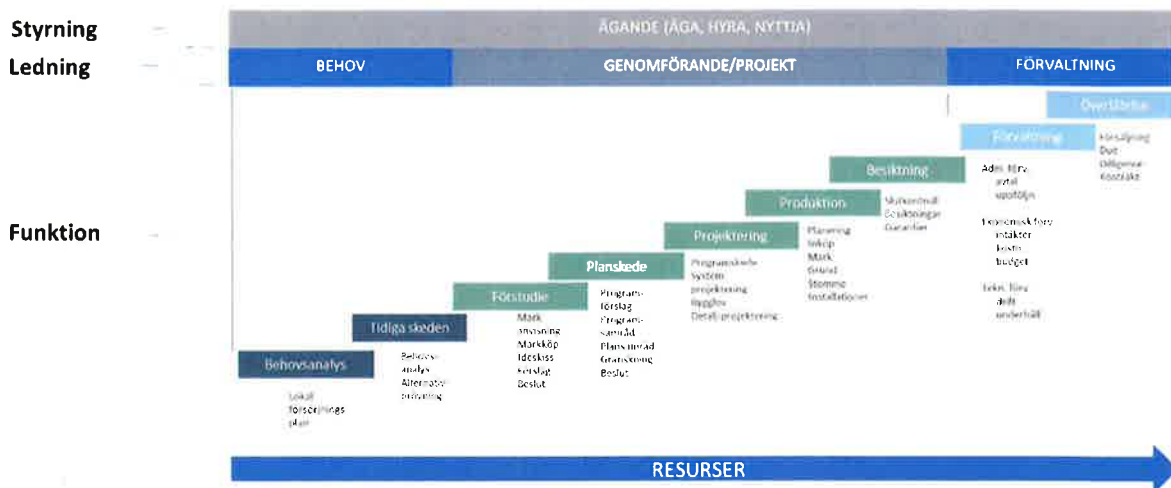 Styrning
ÄGANDE (ÄGA, HYRA, NYTTIA)
Ledning
BEHOV
GENOMFÖRANDE/PROJEKT
FÖRVALTNING
Funktion
Överlåtelse
Försäljning
Due
Diligence
Kontrakt
Förvaltning
Adm. förv.
avtal
uppföljn
Ekonomisk förv
intäkter
kostn
budget
Tekn. förv
drift
underhåll
Besiktning
Slutkontroll
Besiktningar
Garantier
Produktion
Planering
Inköp
Mark
Grund
Stomme
Installationer
Projektering
Programskede
System
projektering
Bygglov
Detaljprojektering
Planskede
Program-
förslag
Program-
samråd
Plansamråd
Granskning
Beslut
Förstudie
Mark
anvisning
Markköp
Idéskiss
Förslag
Beslut
Tidiga skeden
Behovs-
analys
Alternativ-
prövning
Behovsanalys
Lokal
försörjnings
plan
RESURSER